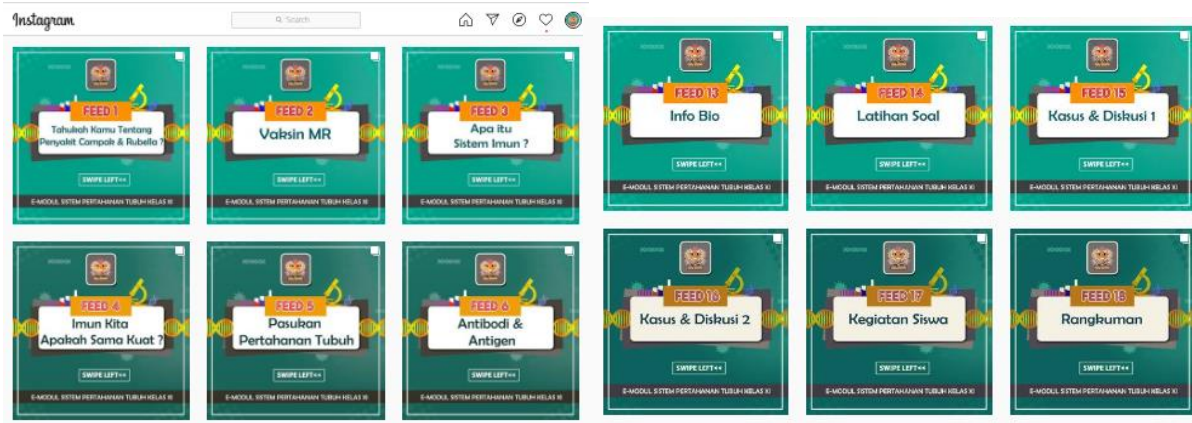 Instagram
Search
FEED 1
Tahukah Kamu Tentang
Penyakit Campak & Rubella ?
SWIPE LEFT<<
E-MODUL SISTEM PERTAHANAN TUBUH KELAS XI
FEED 2
Vaksin MR
SWIPE LEFT<<
E-MODUL SISTEM PERTAHANAN TUBUH KELAS XI
FEED 3
Apa itu
Sistem Imun ?
SWIPE LEFT<<
E-MODUL SISTEM PERTAHANAN TUBUH KELAS XI
FEED 4
Imun Kita
Apakah Sama Kuat ?
SWIPE LEFT<<
E-MODUL SISTEM PERTAHANAN TUBUH KELAS XI
FEED 5
Pasukan
Pertahanan Tubuh
SWIPE LEFT<<
E-MODUL SISTEM PERTAHANAN TUBUH KELAS XI
FEED 6
Antibodi &
Antigen
SWIPE LEFT<<
E-MODUL SISTEM PERTAHANAN TUBUH KELAS XI
FEED 13
Info Bio
SWIPE LEFT<<
E-MODUL SISTEM PERTAHANAN TUBUH KELAS XI
FEED 14
Latihan Soal
SWIPE LEFT<<
E-MODUL SISTEM PERTAHANAN TUBUH KELAS XI
FEED 15
Kasus & Diskusi 1
SWIPE LEFT<<
E-MODUL SISTEM PERTAHANAN TUBUH KELAS XI
FEED 16
Kasus & Diskusi 2
SWIPE LEFT<<
E-MODUL SISTEM PERTAHANAN TUBUH KELAS XI
FEED 17
Kegiatan Siswa
SWIPE LEFT<<
E-MODUL SISTEM PERTAHANAN TUBUH KELAS XI
FEED 18
Rangkuman
SWIPE LEFT<<
E-MODUL SISTEM PERTAHANAN TUBUH KELAS XI